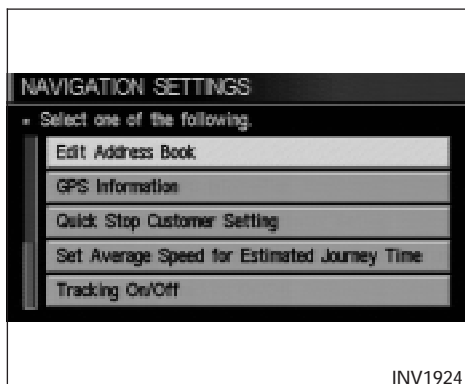 NAVIGATION SETTINGS
Select one of the following.
Edit Address Book
GPS Information
Quick Stop Customer Setting
Set Average Speed for Estimated Journey Time
Tracking On/Off
INV1924